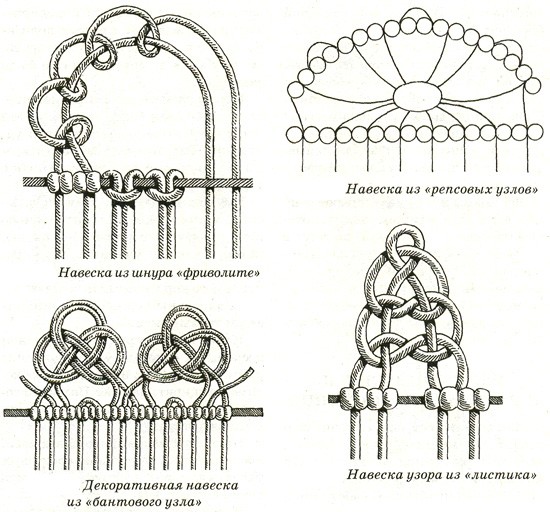 Навеска из шнура «фриволите»
Навеска из «репсовых узлов»
Декоративная навеска
из «бантового узла»
Навеска узора из «листика»